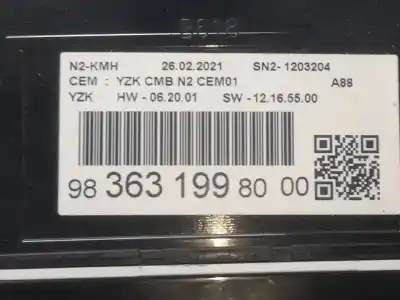 N2-KMH 26.02.2021 SN2- 1203204
CEM : YZK CMB N2 CEM01 A88
YZK HW - 06.20.01 SW - 12.16.55.00
98 363 199 80 00